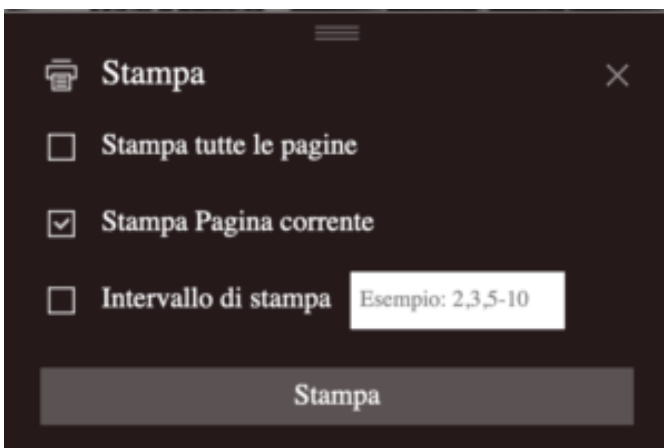 Stampa
Stampa tutte le pagine
Stampa Pagina corrente
Intervallo di stampa Esempio: 2,3,5-10
Stampa